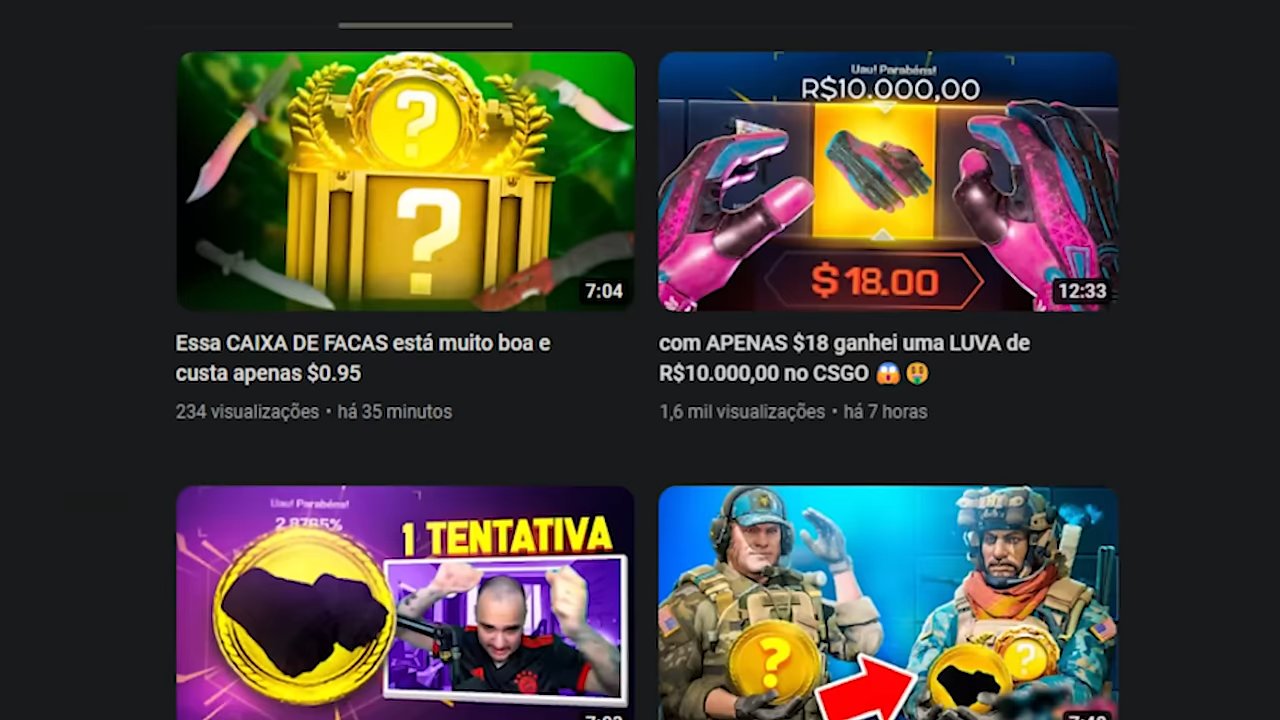 Uau! Parabéns!
R$10.000,00
?
?
$18.00
7:04
12:33
Essa CAIXA DE FACAS está muito boa e
custa apenas $0.95
com APENAS $18 ganhei uma LUVA de
R$10.000,00 no CSGO 😱 🤑
234 visualizações • há 35 minutos
1,6 mil visualizações • há 7 horas
Uau! Parabéns!
1 TENTATIVA
?
?